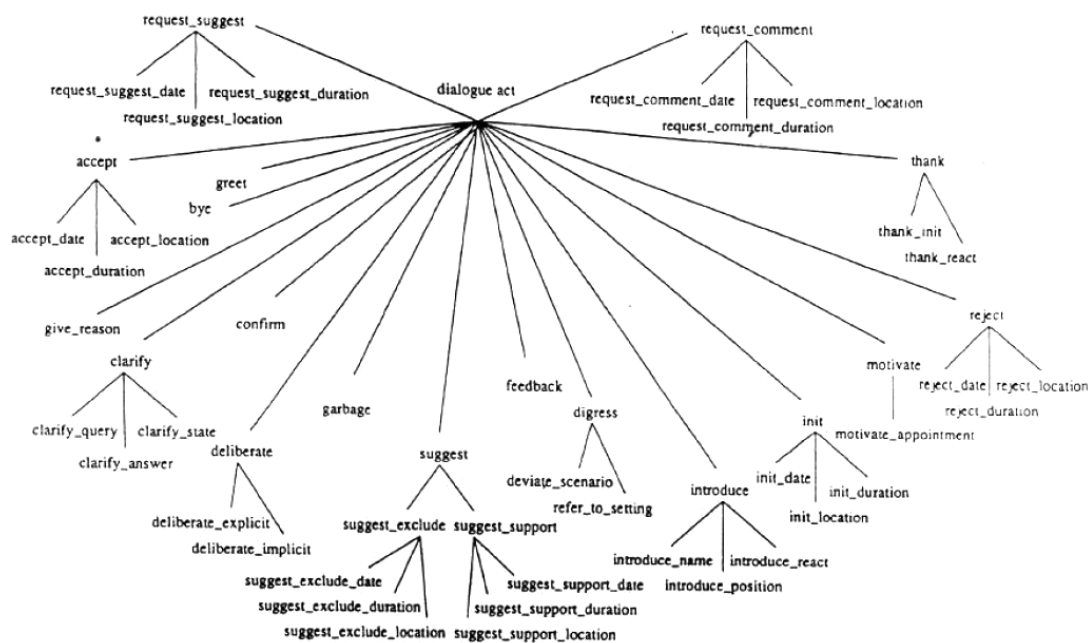 request_suggest
request_comment
request_suggest_date
request_suggest_duration
request_suggest_location
dialogue act
request_comment_date
request_comment_location
request_comment_duration
accept
greet
bye
thank
accept_date
accept_location
accept_duration
thank_init
thank_react
give_reason
confirm
reject
clarify
feedback
motivate
reject_date
reject_location
reject_duration
garbage
digress
init
motivate_appointment
clarify_query
clarify_state
clarify_answer
deliberate
suggest
deviate_scenario
refer_to_setting
introduce
init_date
init_duration
init_location
deliberate_explicit
deliberate_implicit
suggest_exclude
suggest_support
introduce_name
introduce_react
introduce_position
suggest_exclude_date
suggest_support_date
suggest_exclude_duration
suggest_support_duration
suggest_exclude_location
suggest_support_location